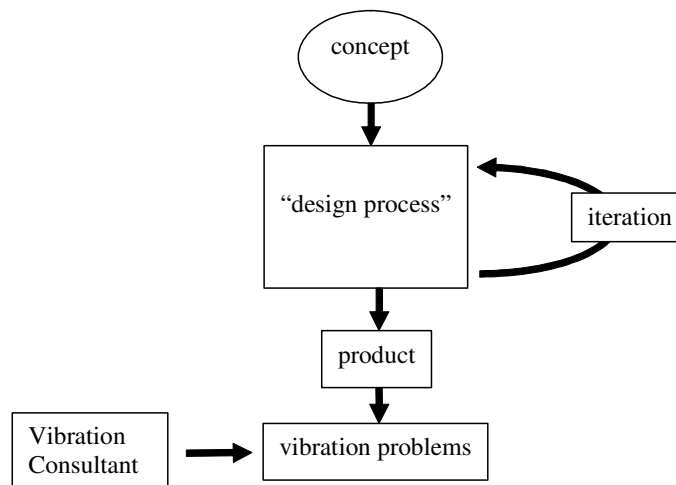 concept
“design process”
iteration
product
Vibration
Consultant
vibration problems